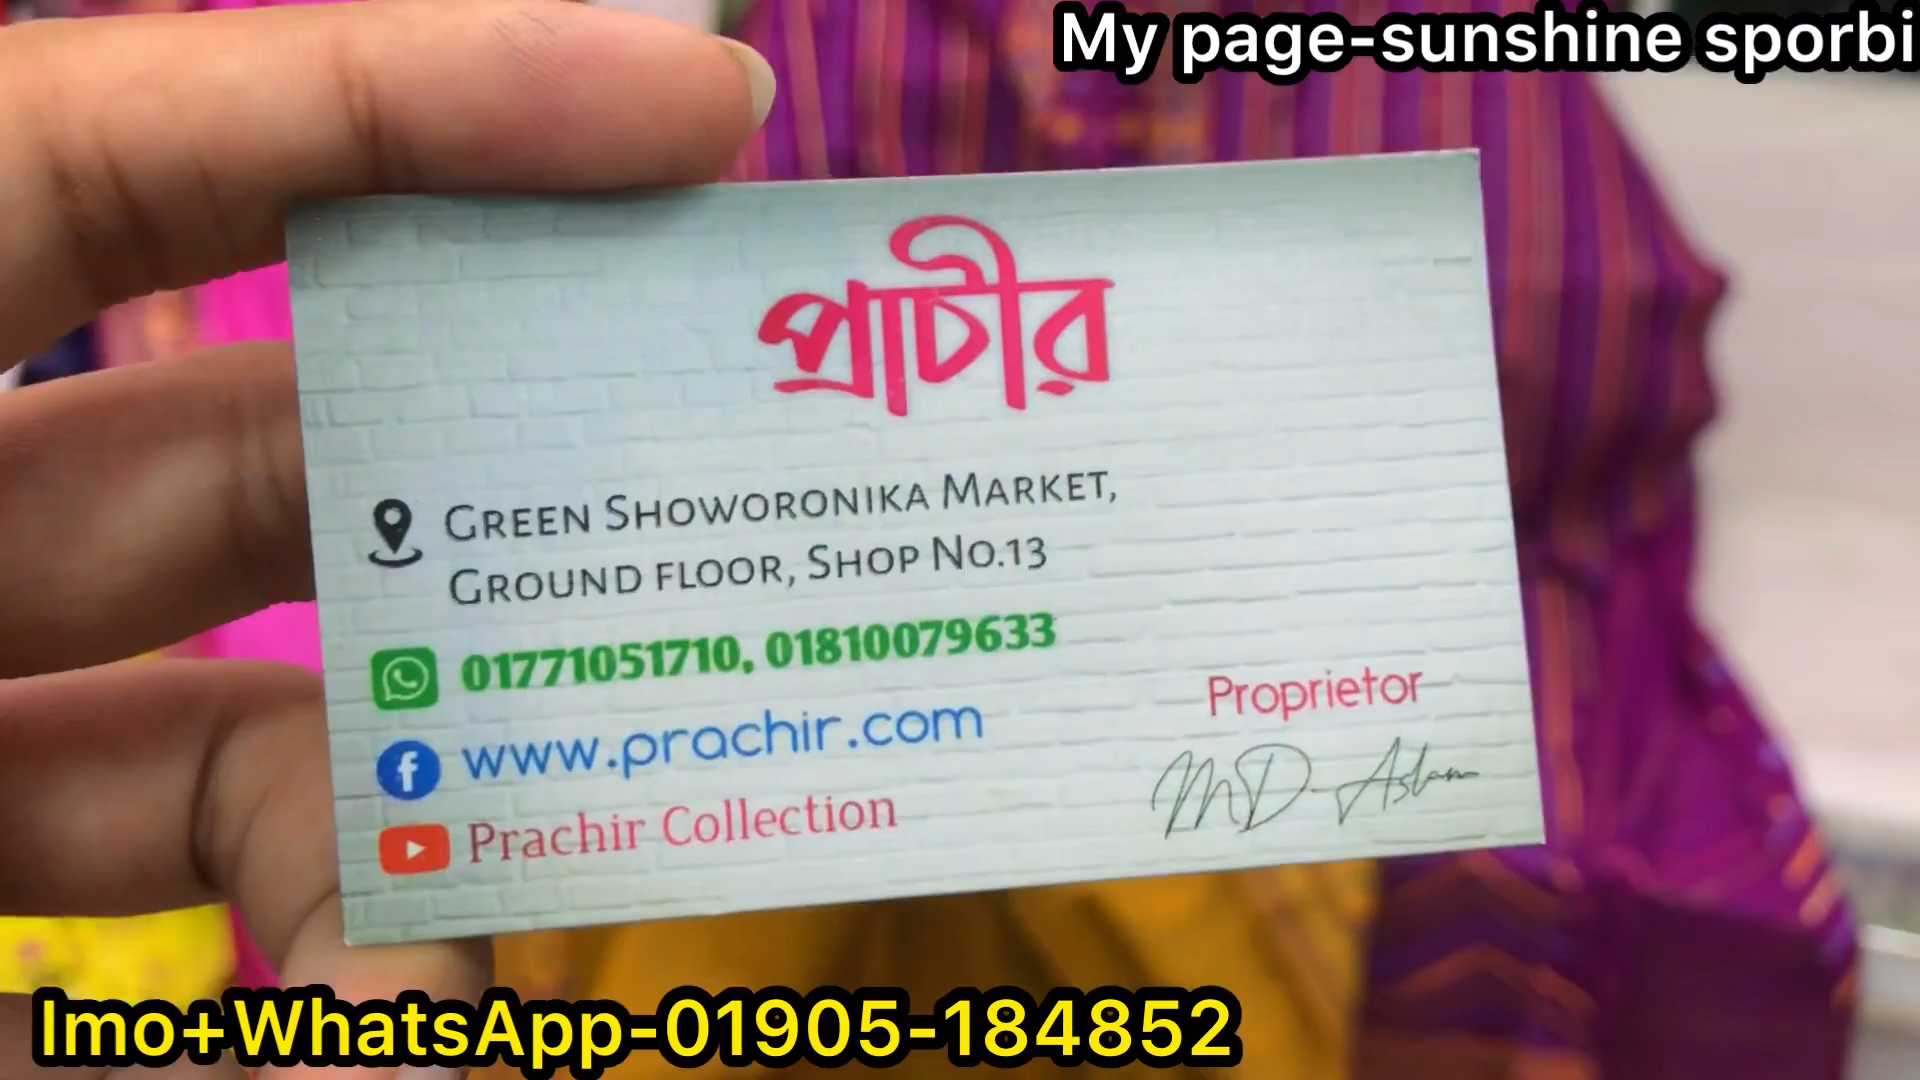 My page-sunshine sporbi
প্রাচীর
GREEN SHOWORONIKA MARKET,
GROUND FLOOR, SHOP NO.13
01771051710, 01810079633
www.prachir.com
Prachir Collection
Proprietor
MD Aslam
Imo+WhatsApp-01905-184852